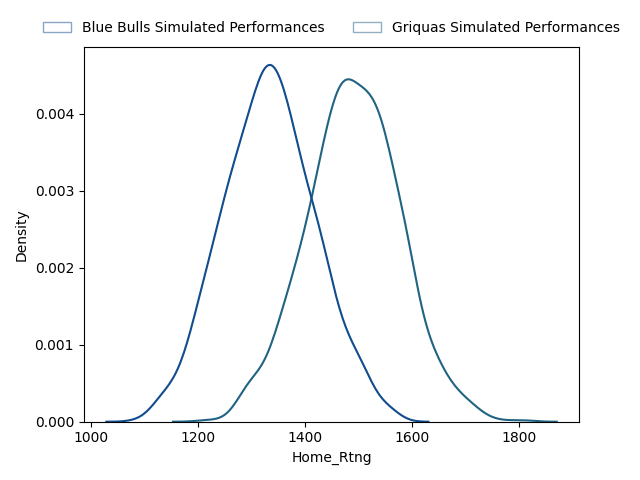 Blue Bulls Simulated Performances Griquas Simulated Performances
0.004
0.003
0.002
0.001
0.000
Density
1000 1200 1400 1600 1800
Home_Rtng